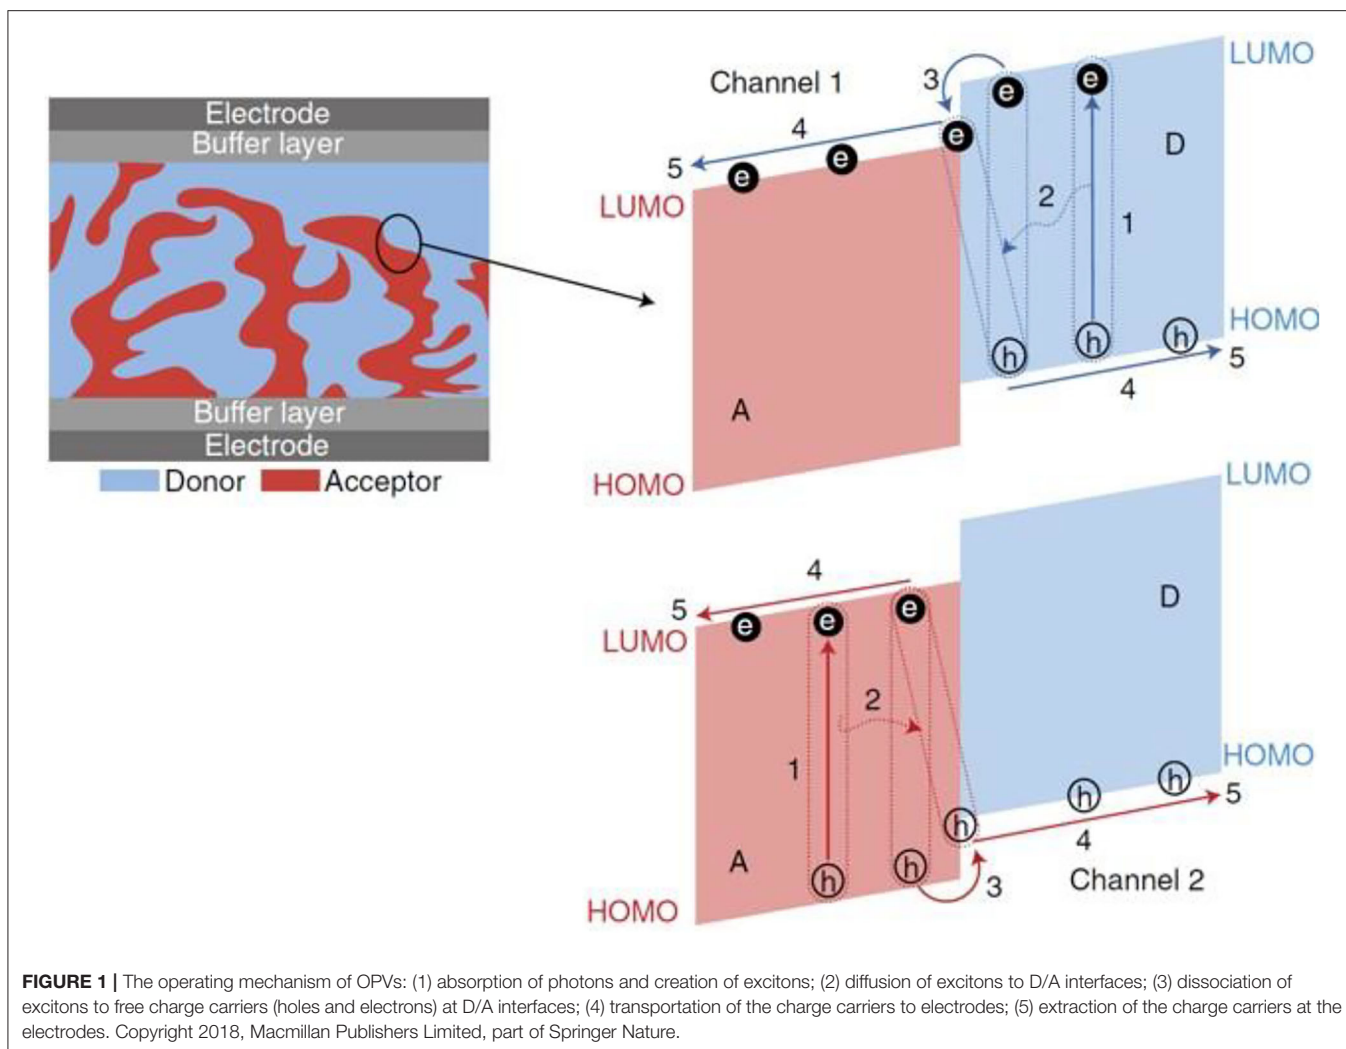 Electrode
Buffer layer
Buffer layer
Electrode
Donor Acceptor
Channel 1
LUMO
3
e
e
e
4
D
5
e
e
2
LUMO
1
HOMO
h
h
h
5
4
A
HOMO
LUMO
4
5
D
e
e
e
LUMO
2
HOMO
1
h
h
5
h
4
A
h
h
3
Channel 2
HOMO
FIGURE 1 | The operating mechanism of OPVs: (1) absorption of photons and creation of excitons; (2) diffusion of excitons to D/A interfaces; (3) dissociation of
excitons to free charge carriers (holes and electrons) at D/A interfaces; (4) transportation of the charge carriers to electrodes; (5) extraction of the charge carriers at the
electrodes. Copyright 2018, Macmillan Publishers Limited, part of Springer Nature.